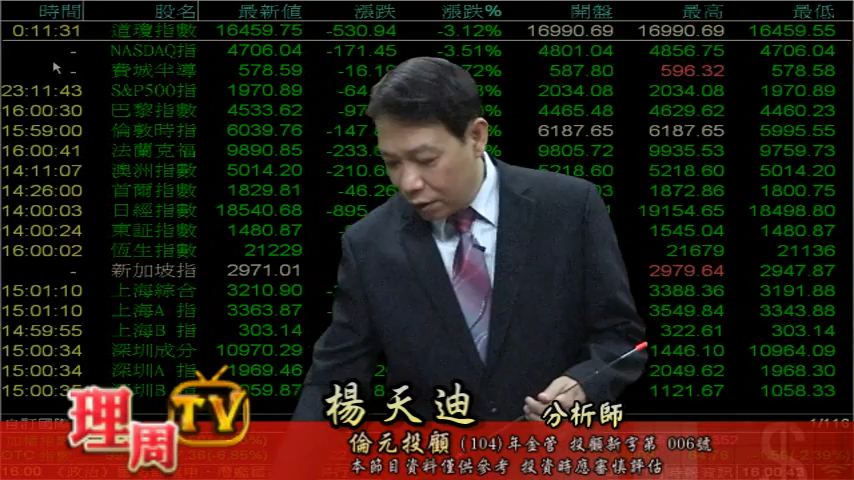 時間 股名 最新値 漲跌 漲跌% 開盤 最高 最低
0:11:31 道瓊指數 16459.75 -530.94 -3.12% 16990.69 16990.69 16459.55
- NASDAQ指 4706.04 -171.45 -3.51% 4801.04 4856.75 4706.04
- 費城半導 578.59 587.80 596.32 578.58
23:11:43 S&P500指 1970.89 2034.08 2034.08 1970.89
16:00:30 巴黎指數 4533.62 4465.48 4629.62 4460.23
15:59:00 倫敦時指 6039.76 6187.65 6187.65 5995.55
16:00:41 法蘭克福 9890.85 9805.72 9935.53 9759.73
14:11:07 澳洲指數 5014.20 5218.60 5218.60 5014.20
14:26:00 首爾指數 1829.81 1872.86 1800.75
14:00:03 日經指數 18540.68 19154.65 18498.80
14:00:24 東証指數 1480.87 1545.04 1480.87
16:00:02 恆生指數 21229 21679 21136
- 新加坡指 2971.01 2979.64 2947.87
15:01:10 上海綜合 3210.90 3388.36 3191.88
15:01:10 上海A 指 3363.87 3549.84 3343.88
14:59:55 上海B 指 303.14 322.61 303.14
15:00:34 深圳成分 10970.29 10964.09
15:00:34 深圳A 指 1969.46 2049.62 1968.30
1121.67 1058.33
理周TV
楊天迪 分析師
倫元投顧 (104)年金管 投顧新字第 006號
本節目資料僅供參考 投資時應審慎評估